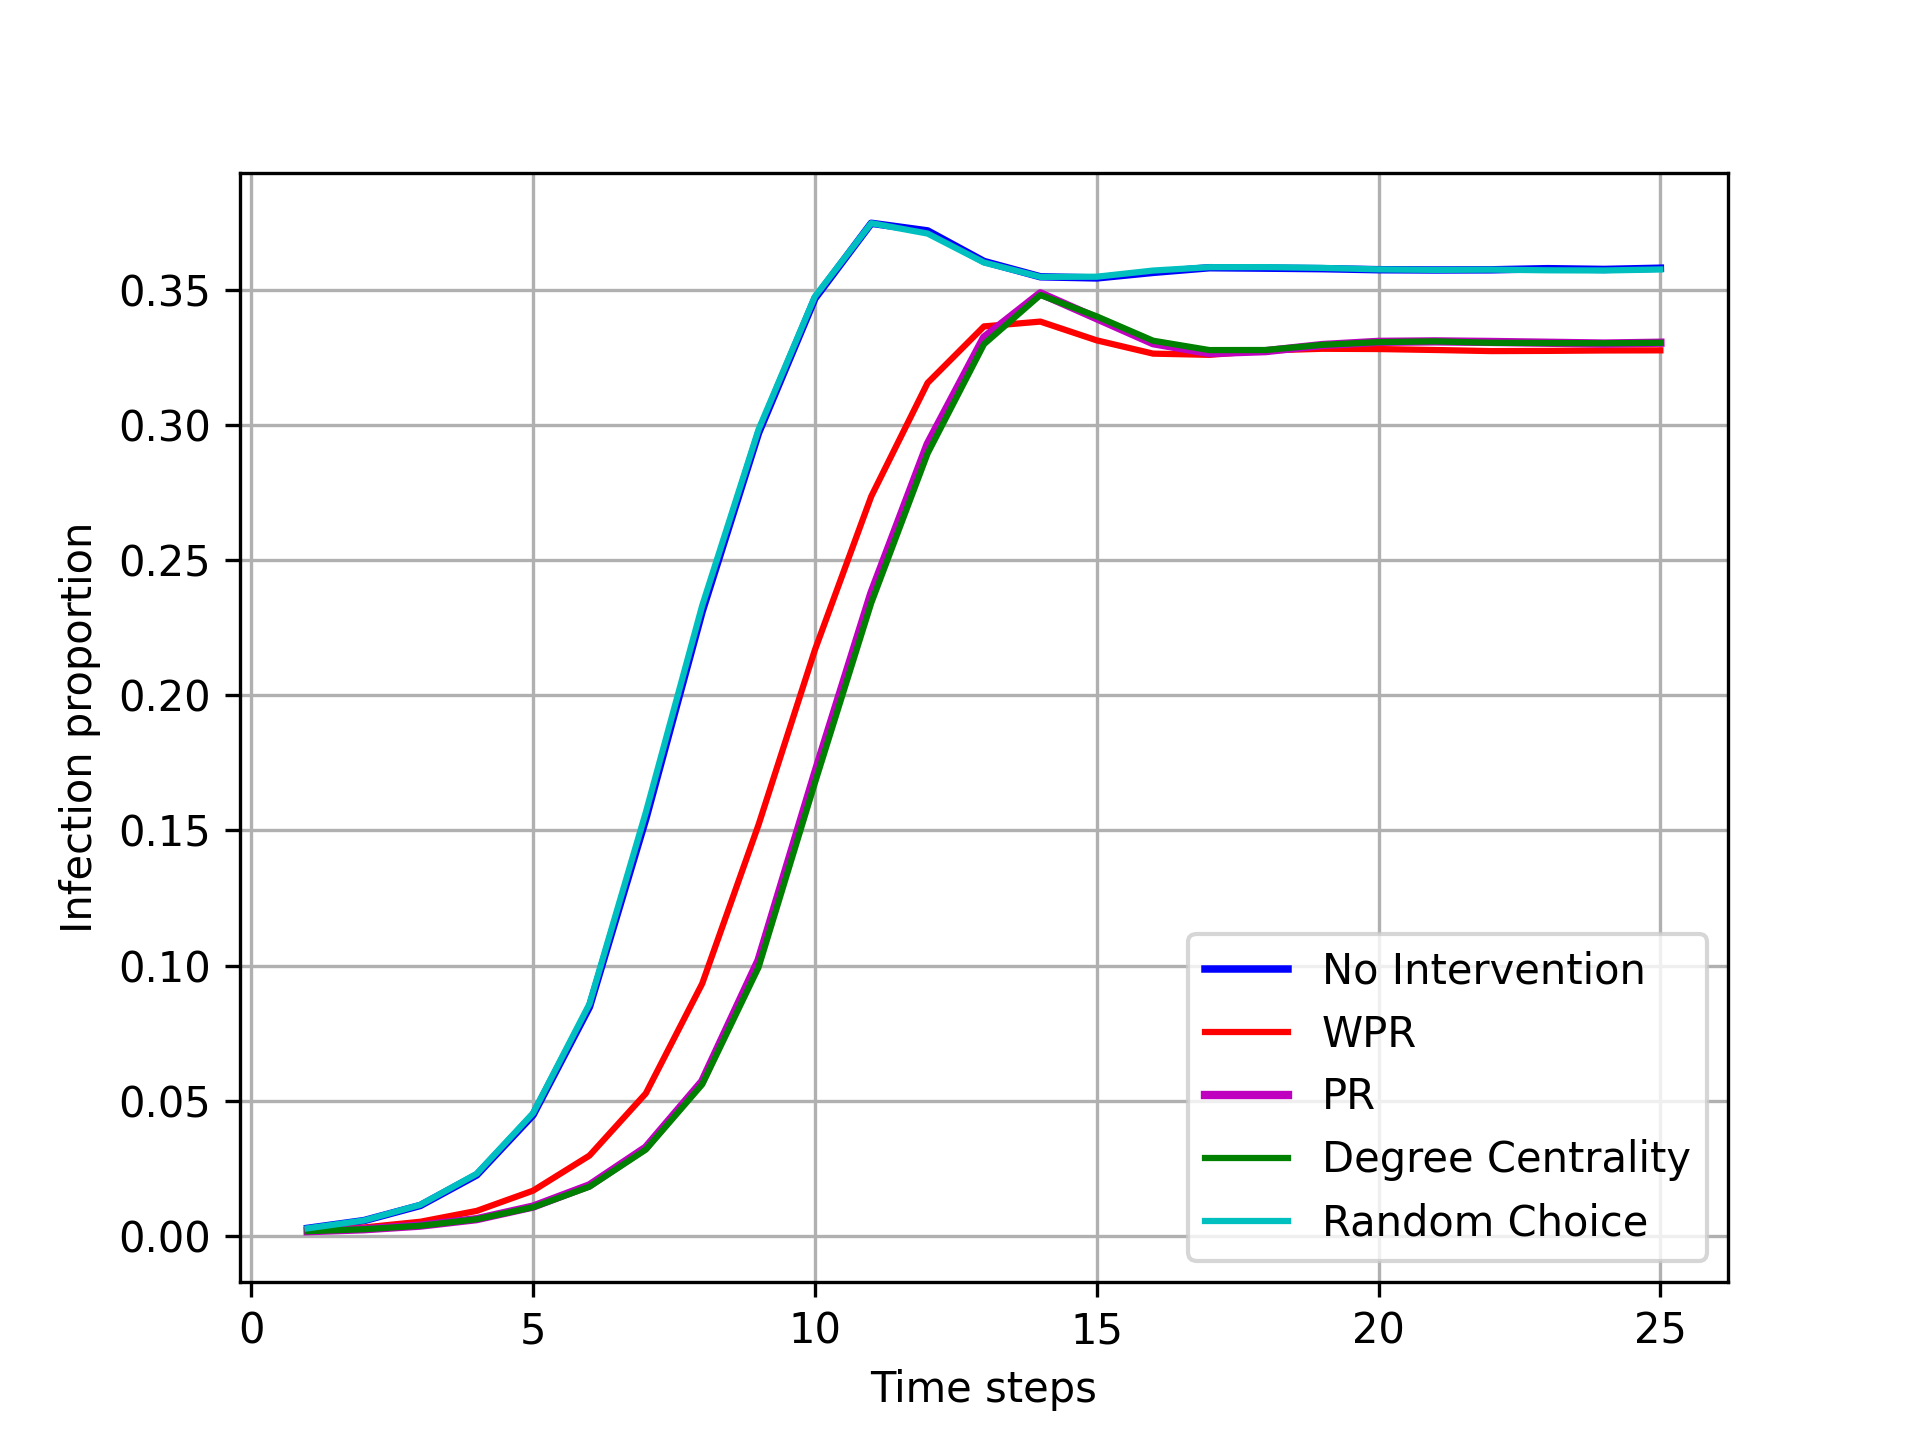 0.35
0.30
0.25
0.20
0.15
0.10
0.05
0.00
Infection proportion
0 5 10 15 20 25
Time steps
No Intervention
WPR
PR
Degree Centrality
Random Choice